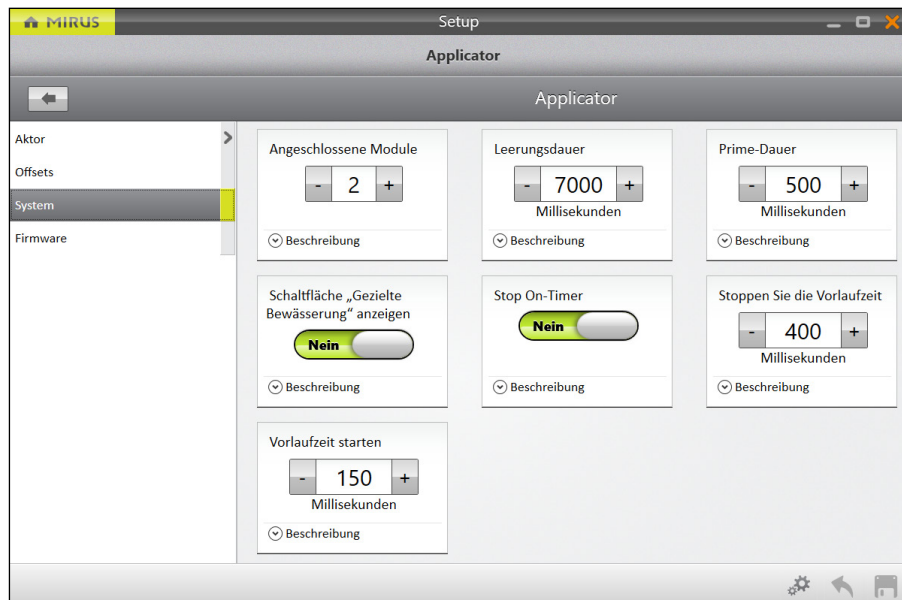 MIRUS
Setup
Applicator
Applicator
Aktor
Offsets
System
Firmware
Angeschlossene Module
- 2 +
Beschreibung
Leerungsdauer
- 7000 +
Millisekunden
Beschreibung
Prime-Dauer
- 500 +
Millisekunden
Beschreibung
Schaltfläche „Gezielte
Bewässerung" anzeigen
Nein
Beschreibung
Stop On-Timer
Nein
Beschreibung
Stoppen Sie die Vorlaufzeit
- 400 +
Millisekunden
Beschreibung
Vorlaufzeit starten
- 150 +
Millisekunden
Beschreibung